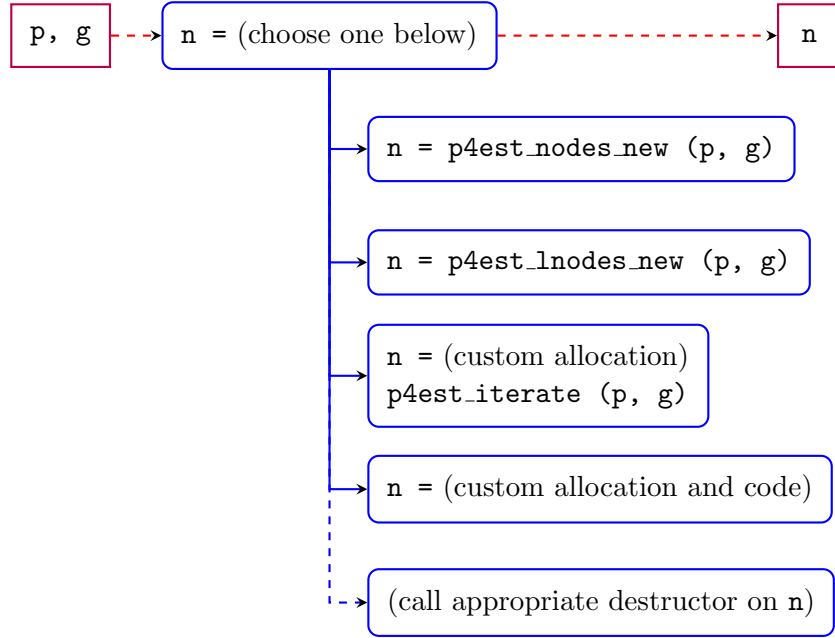 p, g
n = (choose one below)
n
n = p4est_nodes_new (p, g)
n = p4est_lnodes_new (p, g)
n = (custom allocation)
p4est_iterate (p, g)
n = (custom allocation and code)
(call appropriate destructor on n)